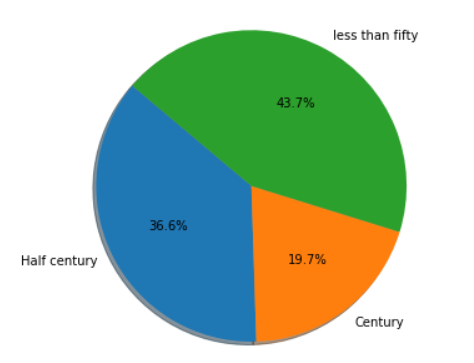 less than fifty
43.7%
36.6%
19.7%
Half century
Century